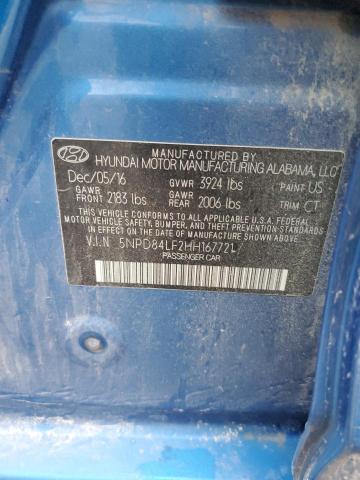 MANUFACTURED BY
HYUNDAI MOTOR MANUFACTURING ALABAMA, LLC
Dec/05/16 GVWR 3924 lbs PAINT US
GAWR FRONT 2183 lbs GAWR REAR 2006 lbs TRIM CT
THIS VEHICLE CONFORMS TO ALL APPLICABLE U.S.A. FEDERAL
MOTOR VEHICLE SAFETY, BUMPER, AND THEFT PREVENTION
STANDARDS IN EFFECT ON THE DATE OF MANUFACTURE SHOWN ABOVE.
V.I.N 5NPD84LF2HH167721
PASSENGER CAR